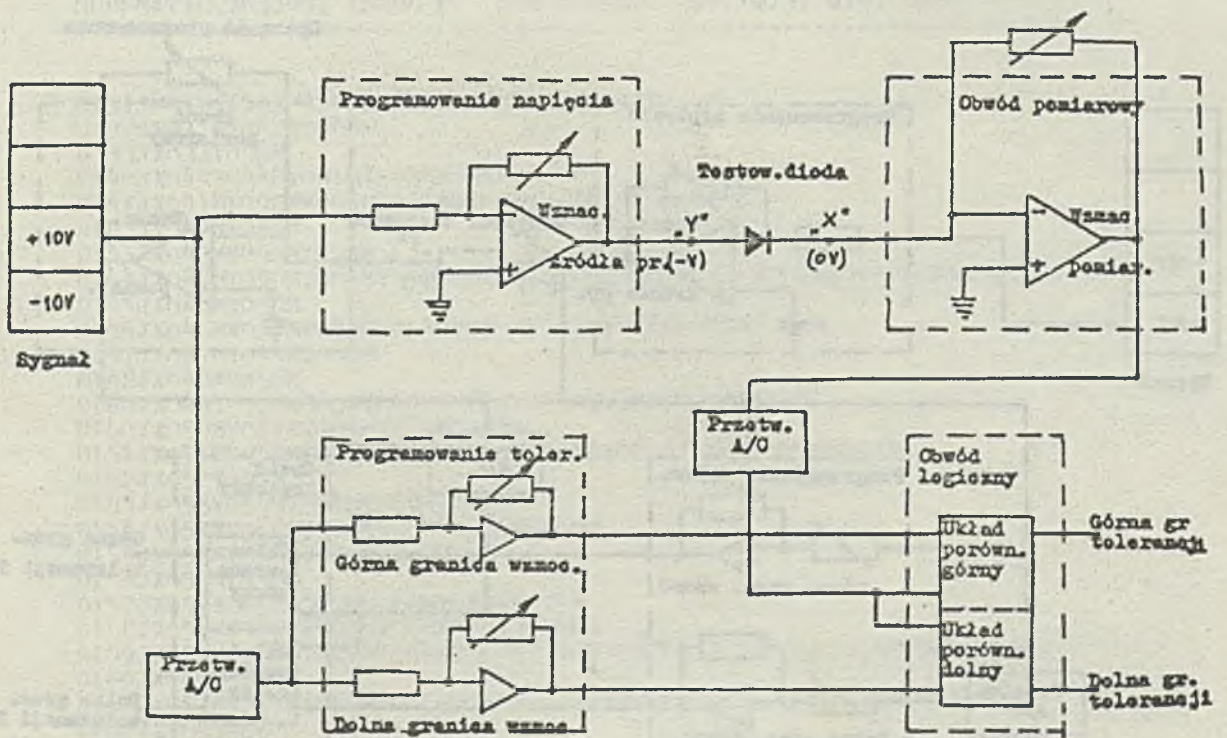 Programowanie napięcia
Obwód pomiarowy
Testow.dioda
+10V
-10V
Sygnał
-
+
Wzmac.
źródła pr.
"Y"
(-V)
"X"
(0V)
-
+
Wzmac
pomiar.
Przetw.
A/C
Programowanie toler.
Górna granica wzmoc.
Dolna granica wzmoc
Przetw.
A/C
Obwód
logiczny
Układ
porówn.
górny
Układ
porówn.
dolny
Górna gr
tolerancji
Dolna gr.
tolerancji